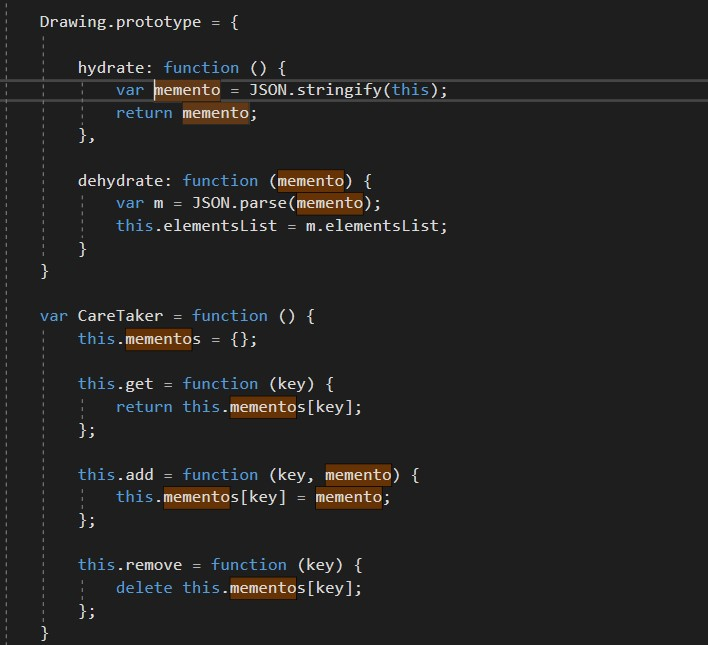 Drawing.prototype = {
hydrate: function () {
var memento = JSON.stringify(this);
return memento;
},
dehydrate: function (memento) {
var m = JSON.parse(memento);
this.elementsList = m.elementsList;
}
}
var CareTaker = function () {
this.mementos = {};
this.get = function (key) {
return this.mementos[key];
};
this.add = function (key, memento) {
this.mementos[key] = memento;
};
this.remove = function (key) {
delete this.mementos[key];
};
}